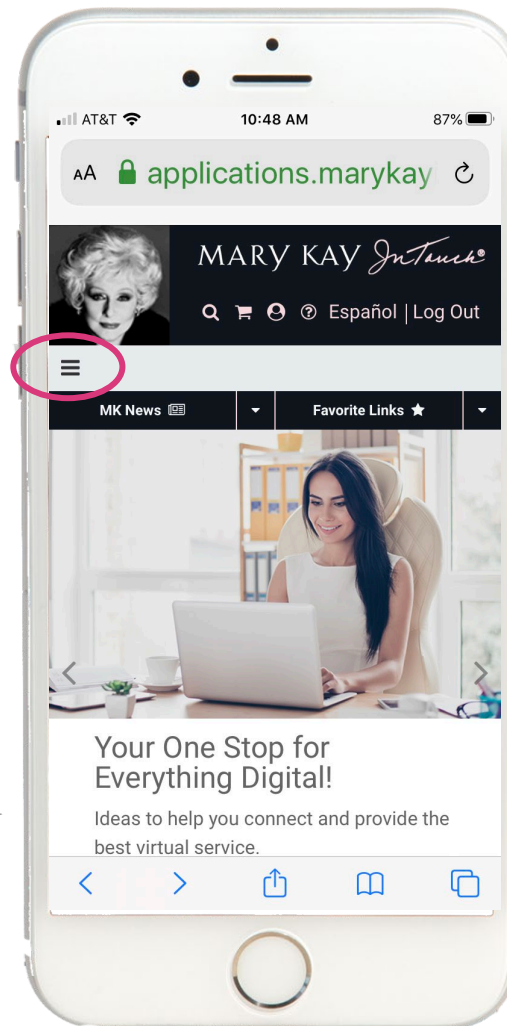 AT&T 10:48 AM 87%
AA applications.marykay
MARY KAY InTouch®
Español | Log Out
MK News Favorite Links
Your One Stop for
Everything Digital!
Ideas to help you connect and provide the
best virtual service.